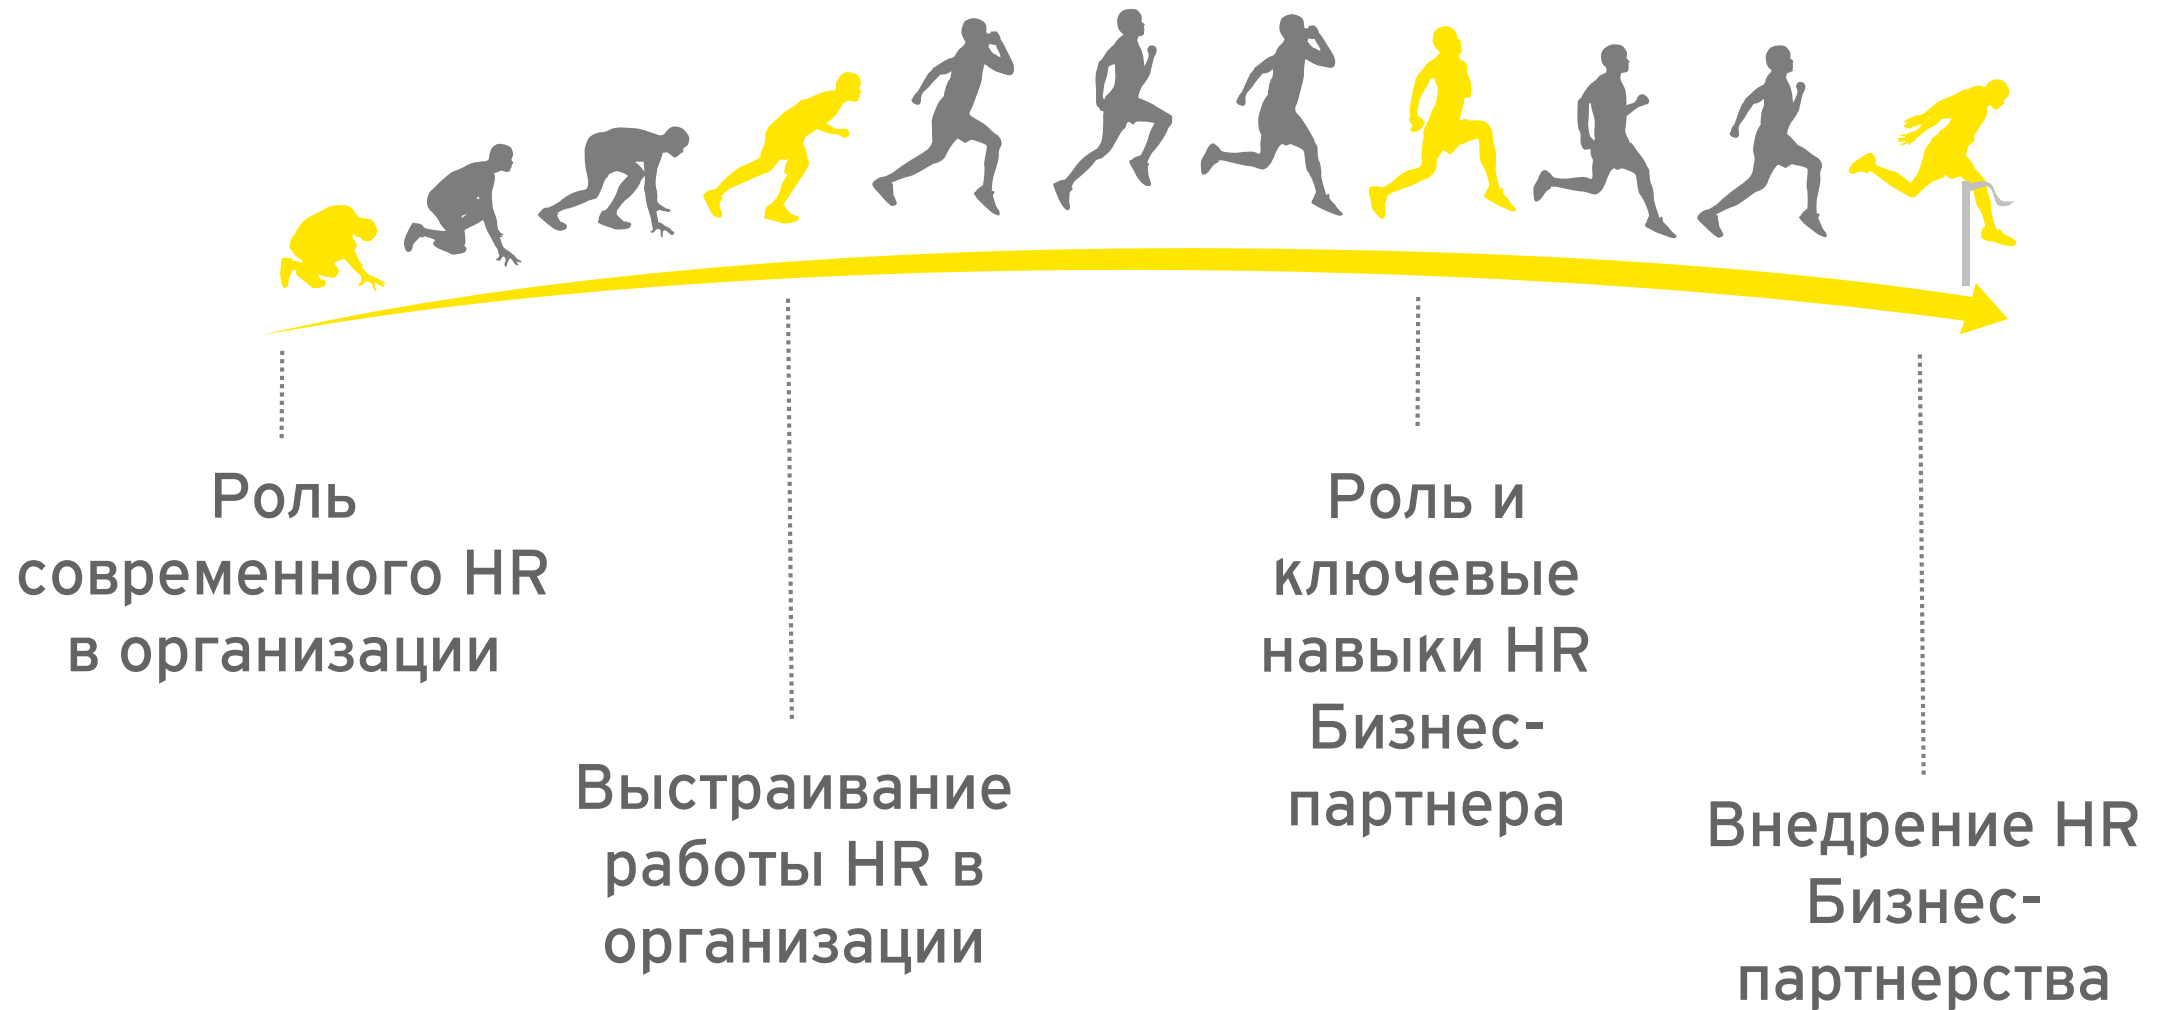 Роль
современного HR
в организации
Выстраивание
работы HR в
организации
Роль и
ключевые
навыки HR
Бизнес-
партнера
Внедрение HR
Бизнес-
партнерства